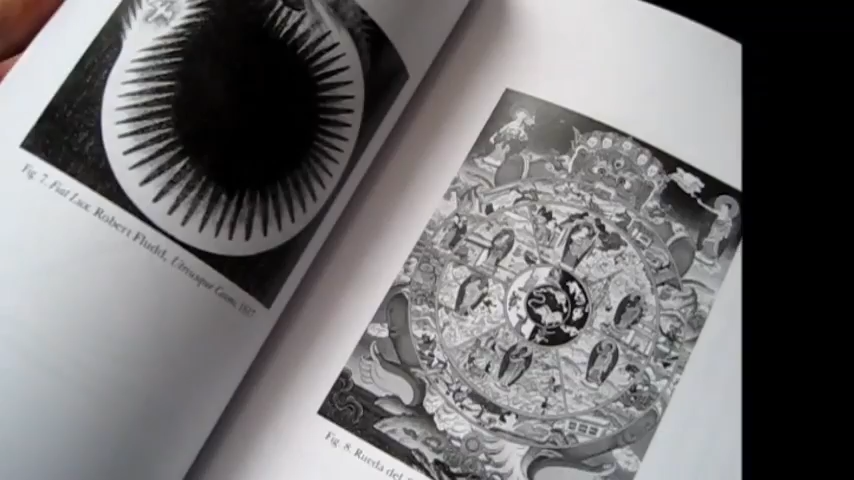 Fig. 7. Fiat Lux. Robert Fludd, Utriusque Cosmi, 1617
Fig. 8. Rueda del